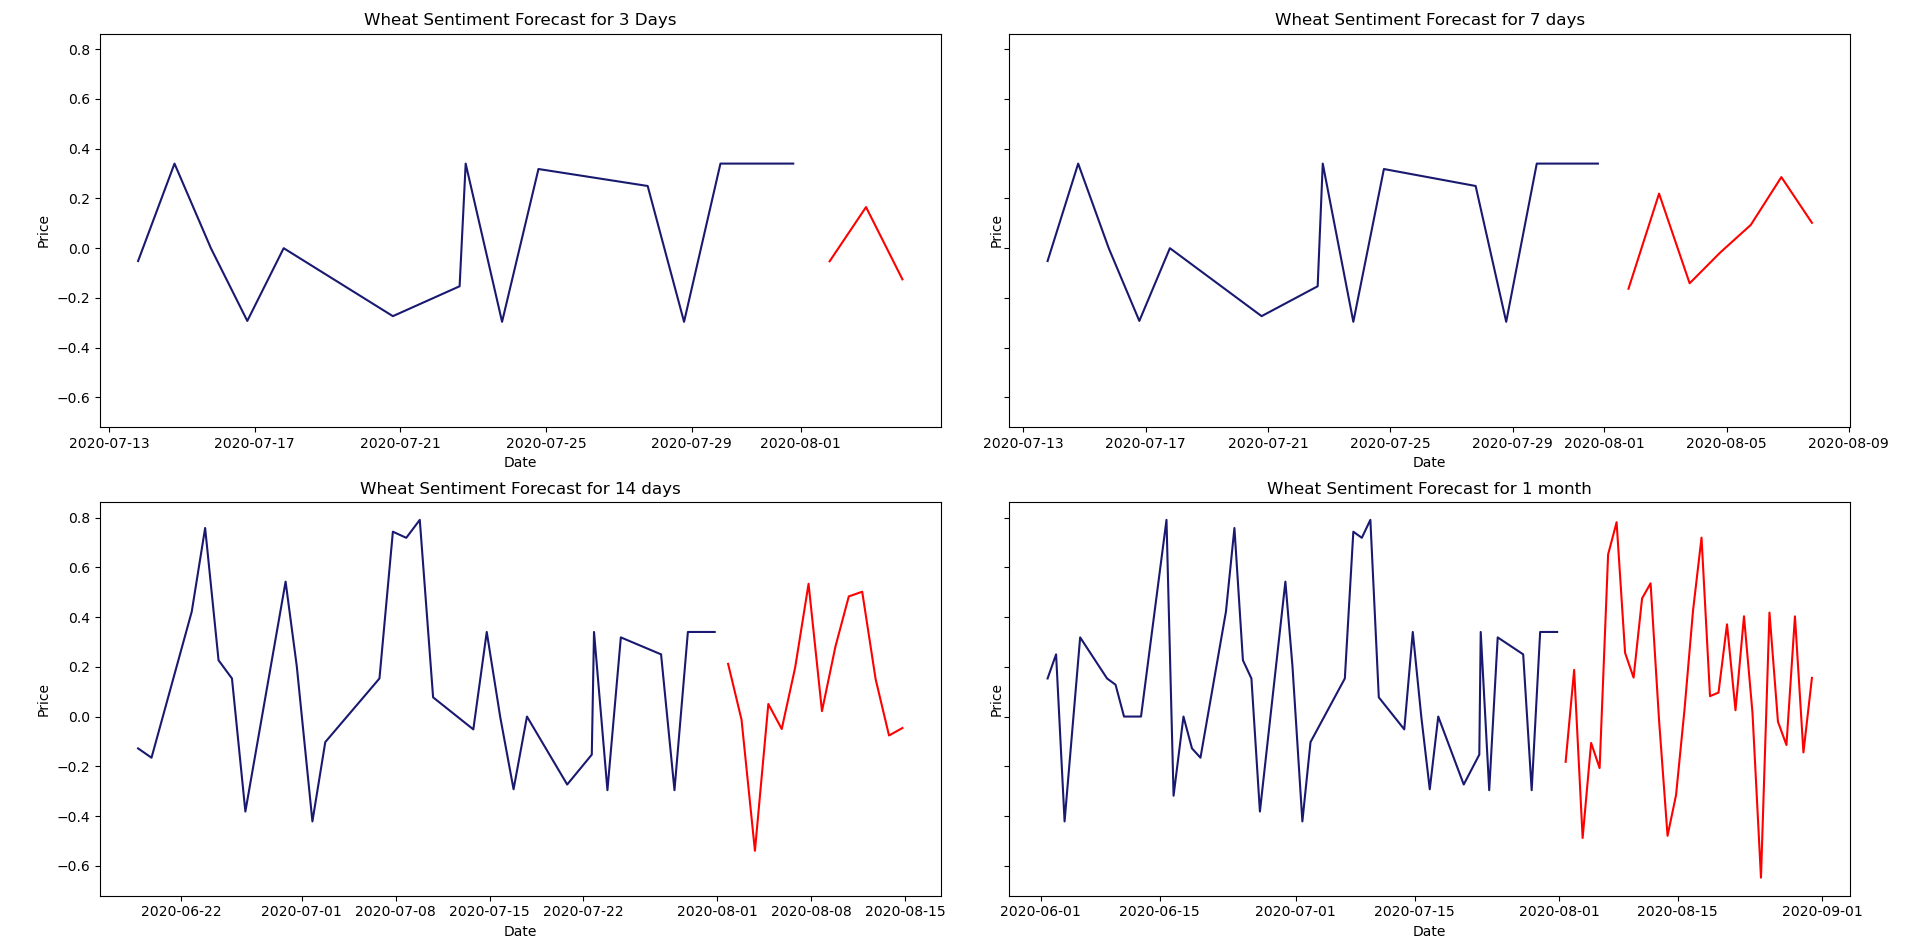 Wheat Sentiment Forecast for 3 Days
0.8
0.6
0.4
0.2
0.0
−0.2
−0.4
−0.6
Price
2020-07-13 2020-07-17 2020-07-21 2020-07-25 2020-07-29 2020-08-01
Date
Wheat Sentiment Forecast for 7 days
Price
2020-07-13 2020-07-17 2020-07-21 2020-07-25 2020-07-29 2020-08-01 2020-08-05 2020-08-09
Date
Wheat Sentiment Forecast for 14 days
0.8
0.6
0.4
0.2
0.0
−0.2
−0.4
−0.6
Price
2020-06-22 2020-07-01 2020-07-08 2020-07-15 2020-07-22 2020-08-01 2020-08-08 2020-08-15
Date
Wheat Sentiment Forecast for 1 month
Price
2020-06-01 2020-06-15 2020-07-01 2020-07-15 2020-08-01 2020-08-15 2020-09-01
Date